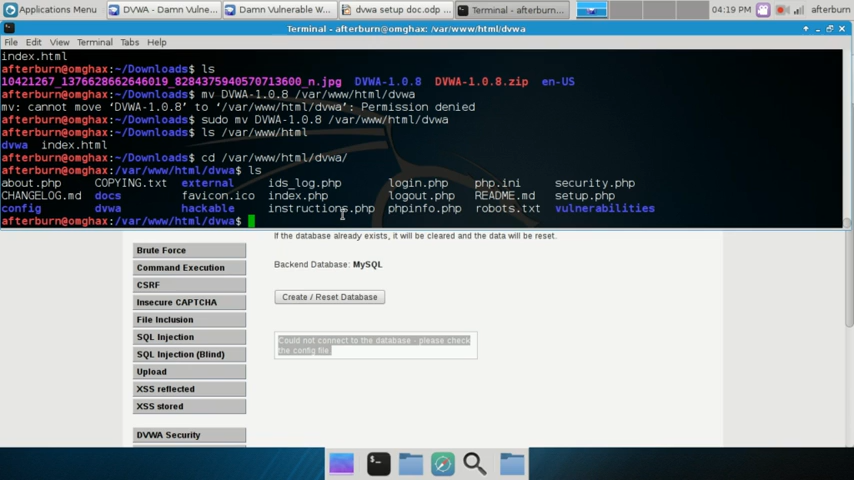 Applications Menu DVWA - Damn Vulne... Damn Vulnerable W... dvwa setup doc.odp ... Terminal - afterburn... 04:19 PM afterburn
Terminal - afterburn@omghax: /var/www/html/dvwa
File Edit View Terminal Tabs Help
index.html
afterburn@omghax:~/Downloads$ ls
10421267_1376628662646019_8284375940570713600_n.jpg DVWA-1.0.8 DVWA-1.0.8.zip en-US
afterburn@omghax:~/Downloads$ mv DVWA-1.0.8 /var/www/html/dvwa
mv: cannot move ‘DVWA-1.0.8’ to ‘/var/www/html/dvwa’: Permission denied
afterburn@omghax:~/Downloads$ sudo mv DVWA-1.0.8 /var/www/html/dvwa
afterburn@omghax:~/Downloads$ ls /var/www/html
dvwa index.html
afterburn@omghax:~/Downloads$ cd /var/www/html/dvwa/
afterburn@omghax:/var/www/html/dvwa$ ls
about.php COPYING.txt external ids_log.php login.php php.ini security.php
CHANGELOG.md docs favicon.ico index.php logout.php README.md setup.php
config dvwa hackable instructions.php phpinfo.php robots.txt vulnerabilities
afterburn@omghax:/var/www/html/dvwa$
If the database already exists, it will be cleared and the data will be reset.
Brute Force
Command Execution
CSRF
Insecure CAPTCHA
File Inclusion
SQL Injection
SQL Injection (Blind)
Upload
XSS reflected
XSS stored
DVWA Security
Backend Database: MySQL
Create / Reset Database
Could not connect to the database - please check
the config file.